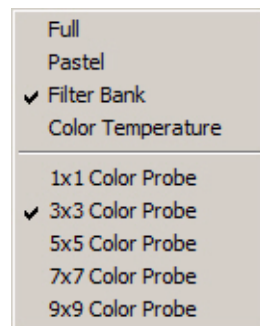 Full
Pastel
Filter Bank
Color Temperature
1x1 Color Probe
3x3 Color Probe
5x5 Color Probe
7x7 Color Probe
9x9 Color Probe